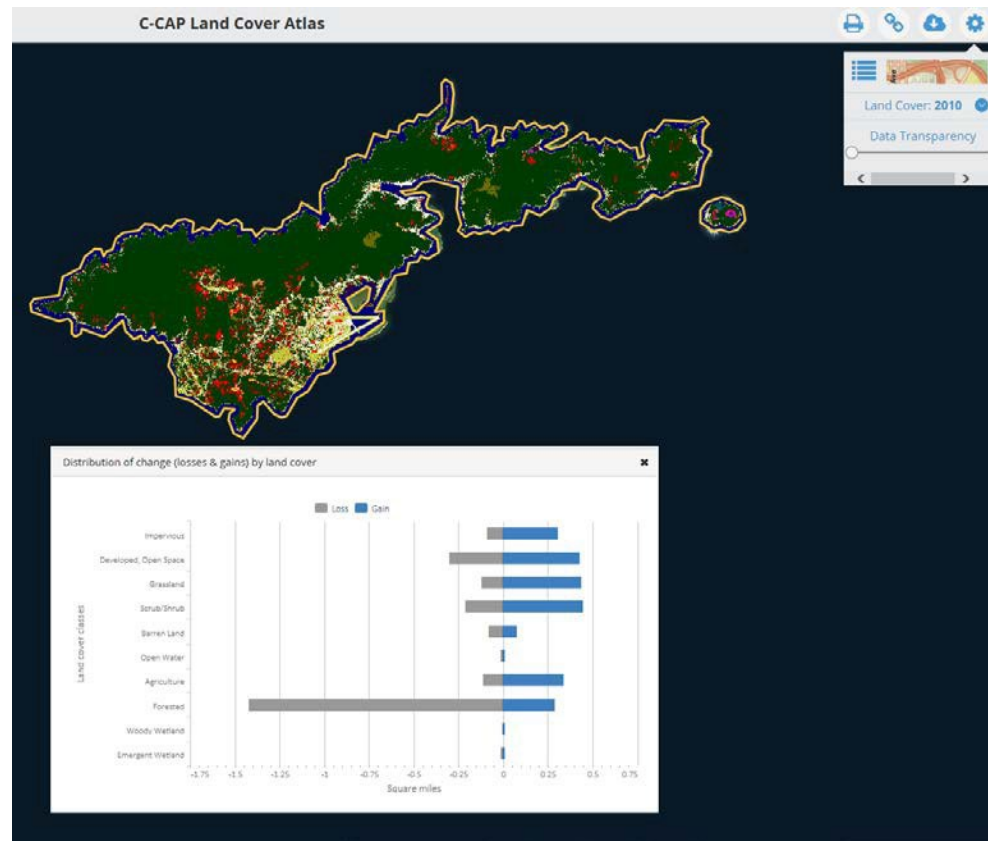 C-CAP Land Cover Atlas
Land Cover: 2010
Data Transparency
Distribution of change (losses & gains) by land cover
Loss Gain
Land cover classes
Impervious
Developed, Open Space
Grassland
Scrub/Shrub
Barren Land
Open Water
Agriculture
Forested
Woody Wetland
Emergent Wetland
-1.75 -1.5 -1.25 -1 -0.75 -0.5 -0.25 0 0.25 0.5 0.75
Square miles